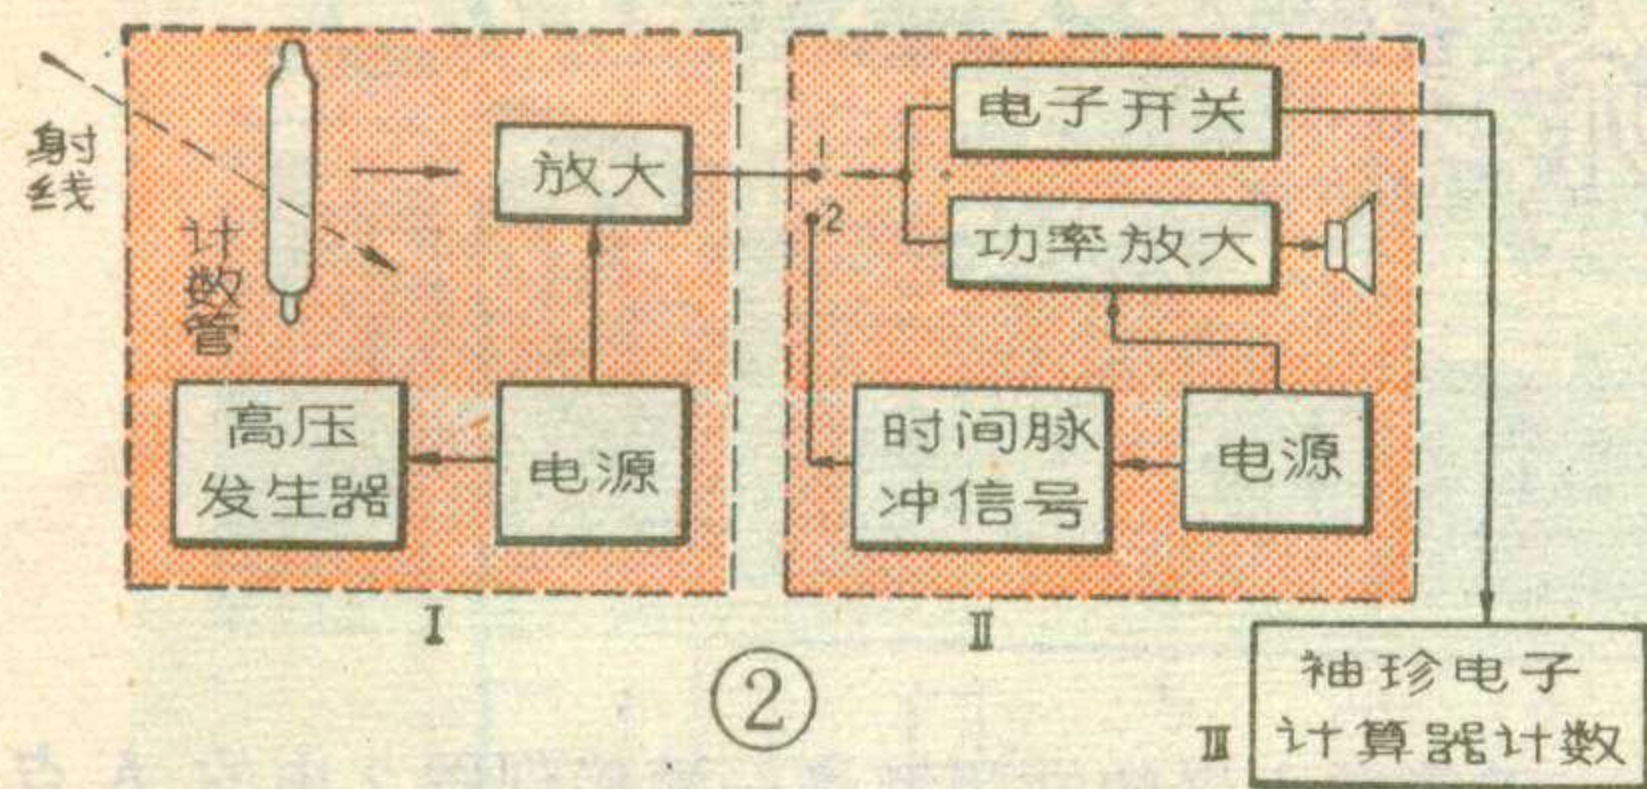 射
线
计
数
管
放大
高压
发生器
电源
I
1
2
电子开关
功率放大
时间脉
冲信号
电源
II
②
III
袖珍电子
计算器计数